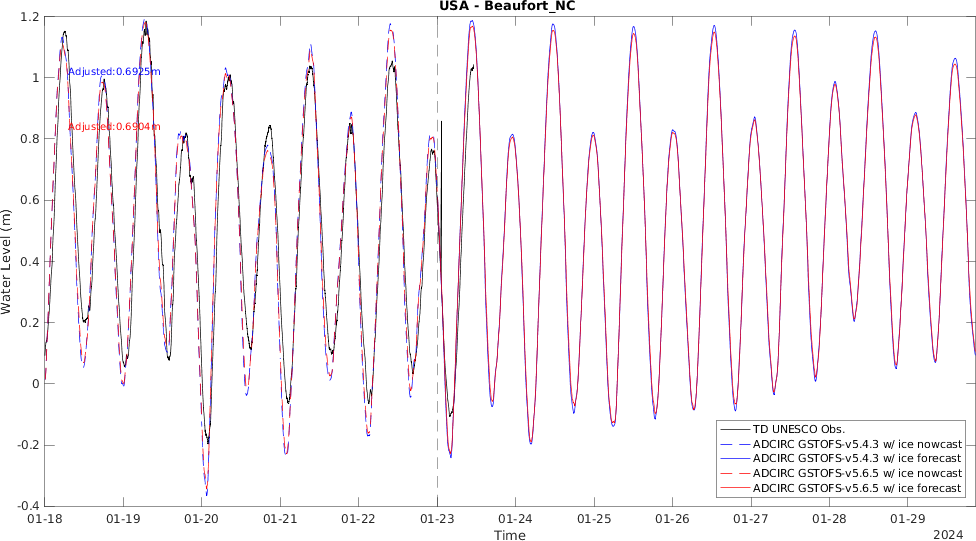 USA - Beaufort_NC
1.2
1
0.8
0.6
0.4
0.2
0
-0.2
-0.4
Water Level (m)
Adjusted:0.6925m
Adjusted:0.6904m
TD UNESCO Obs.
ADCIRC GSTOFS-v5.4.3 w/ ice nowcast
ADCIRC GSTOFS-v5.4.3 w/ ice forecast
ADCIRC GSTOFS-v5.6.5 w/ ice nowcast
ADCIRC GSTOFS-v5.6.5 w/ ice forecast
01-18 01-19 01-20 01-21 01-22 01-23 01-24 01-25 01-26 01-27 01-28 01-29
Time
2024